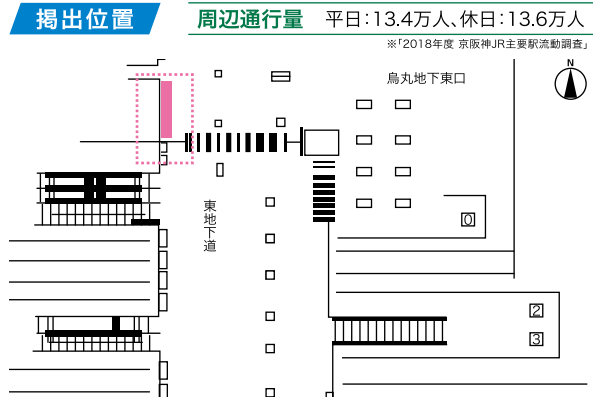 掲出位置
周辺通行量 平日：13.4万人、休日：13.6万人
※「2018年度 京阪神JR主要駅流動調査」
N
烏丸地下東口
東地下道
0
2
3